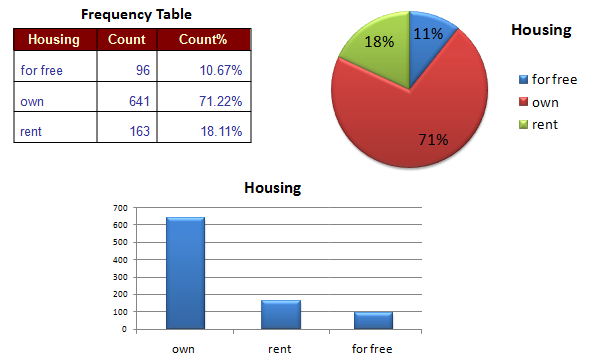 Frequency Table
Housing Count Count%
for free 96 10.67%
own 641 71.22%
rent 163 18.11%
Housing
18% 11%
71%
for free
own
rent
Housing
700
600
500
400
300
200
100
0
own rent for free